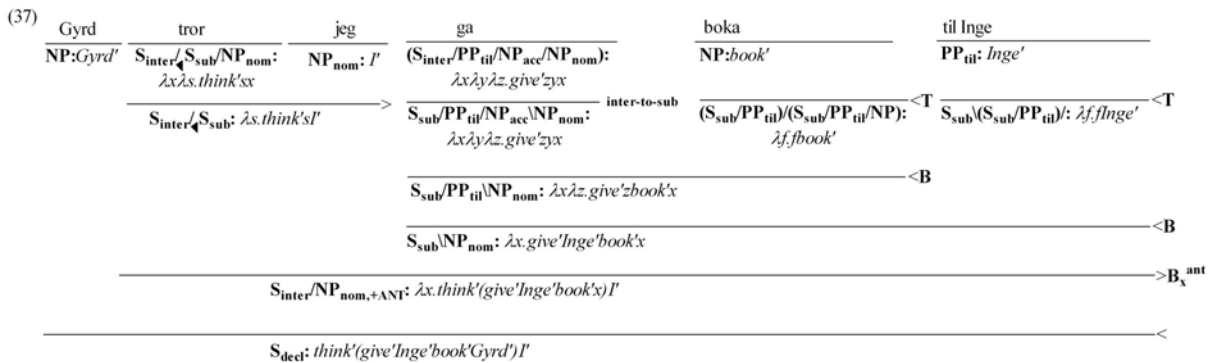 (37)
Gyrd tror jeg ga boka til Inge
NP:Gyrd' S_inter/◀S_sub/NP_nom: NP_nom: I' (S_inter/PP_til/NP_acc/NP_nom): NP:book' PP_til: Inge'
λxλs.think'sx λxλyλz.give'zyx
> inter-to-sub <T <T
S_inter/◀S_sub: λs.think'sI' S_sub/PP_til/NP_acc\NP_nom: (S_sub/PP_til)/(S_sub/PP_til/NP): S_sub\(S_sub/PP_til)/: λf.fInge'
λxλyλz.give'zyx λf.fbook'
<B
S_sub/PP_til\NP_nom: λxλz.give'zbook'x
<B
S_sub\NP_nom: λx.give'Inge'book'x
>B_x^ant
S_inter/NP_nom,+ANT: λx.think'(give'Inge'book'x)I'
<
S_decl: think'(give'Inge'book'Gyrd')I'